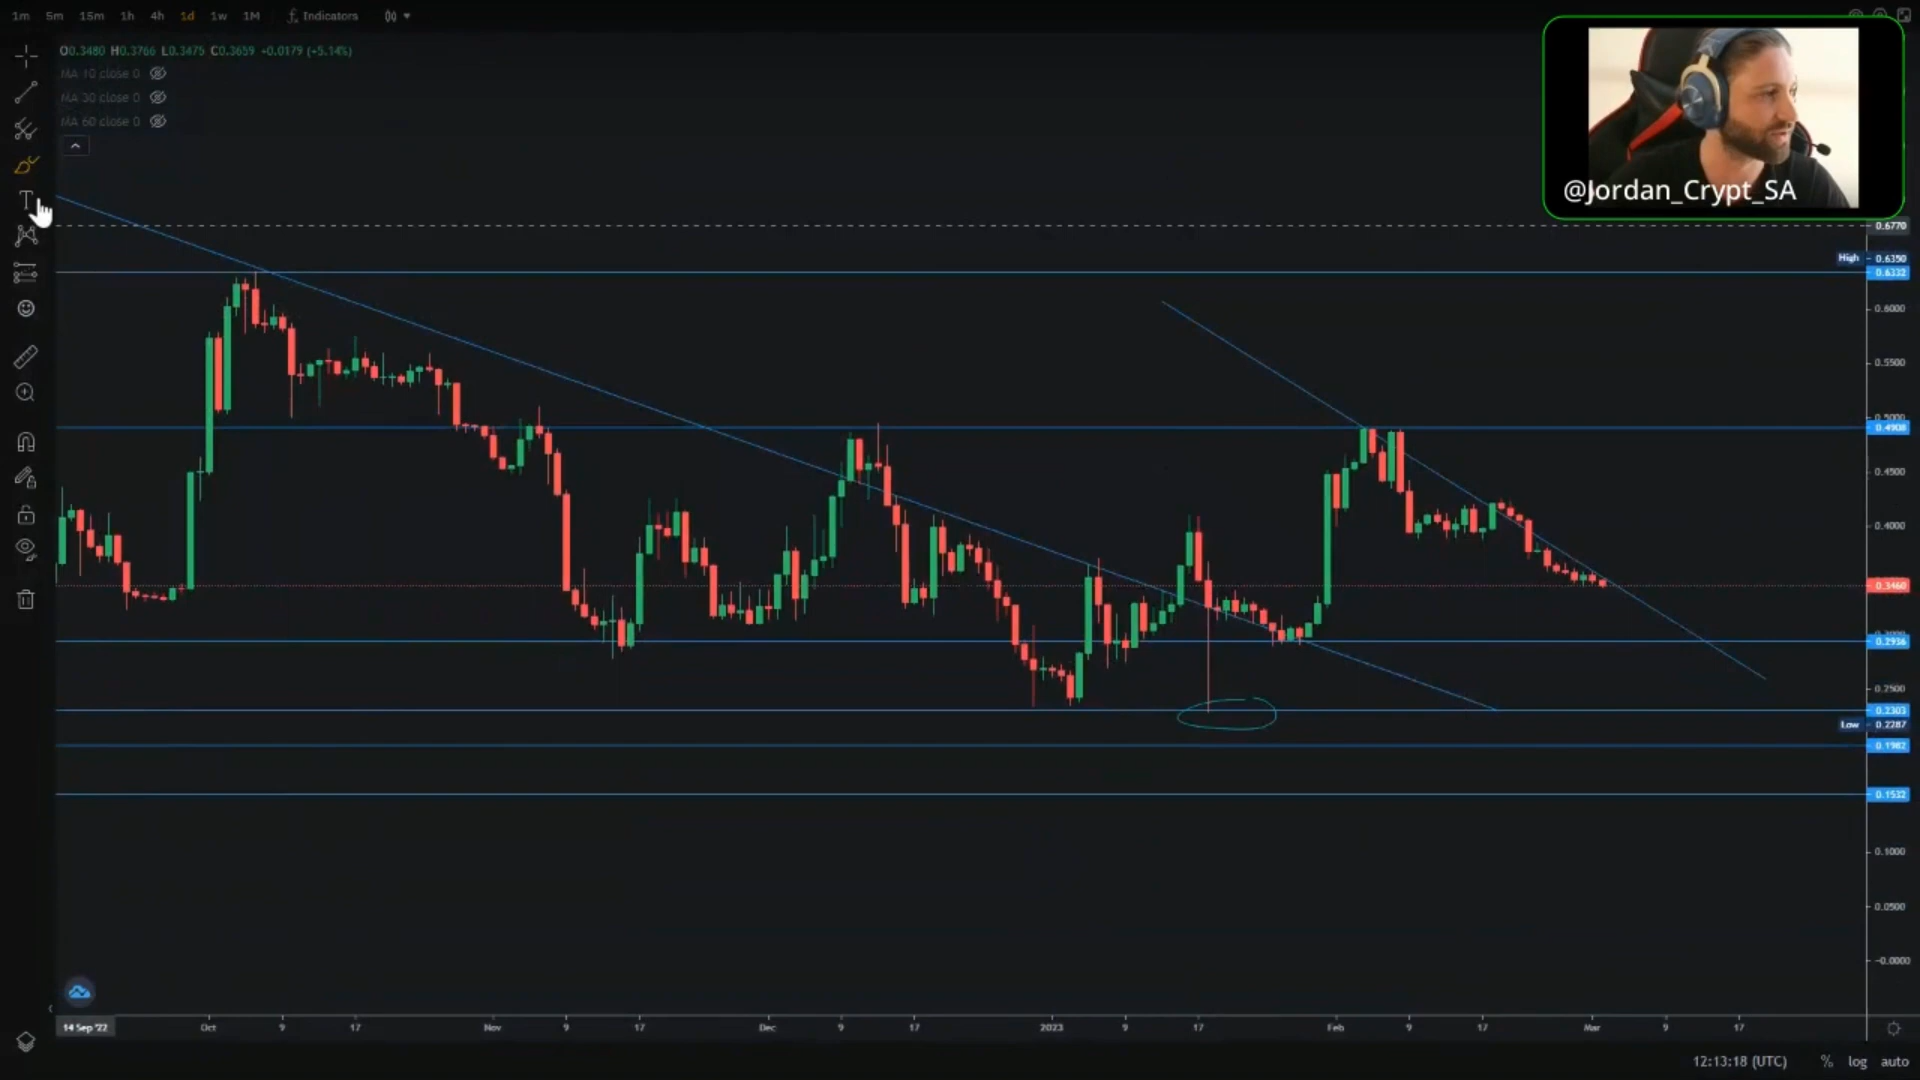 1m 5m 15m 1h 4h 1d 1w 1M Indicators
O0.3480 H0.3766 L0.3475 C0.3659 +0.0179 (+5.14%)
MA 10 close 0
MA 30 close 0
MA 60 close 0
@Jordan_Crypt_SA
0.6770
High 0.6350
0.6332
0.6000
0.5500
0.5000
0.4908
0.4500
0.4000
0.3460
0.2936
0.2500
0.2303
Low 0.2287
0.1982
0.1532
0.1000
0.0500
-0.0000
14 Sep '22 Oct 9 17 Nov 9 17 Dec 9 17 2023 9 17 Feb 9 17 Mar 9 17
12:13:18 (UTC) % log auto